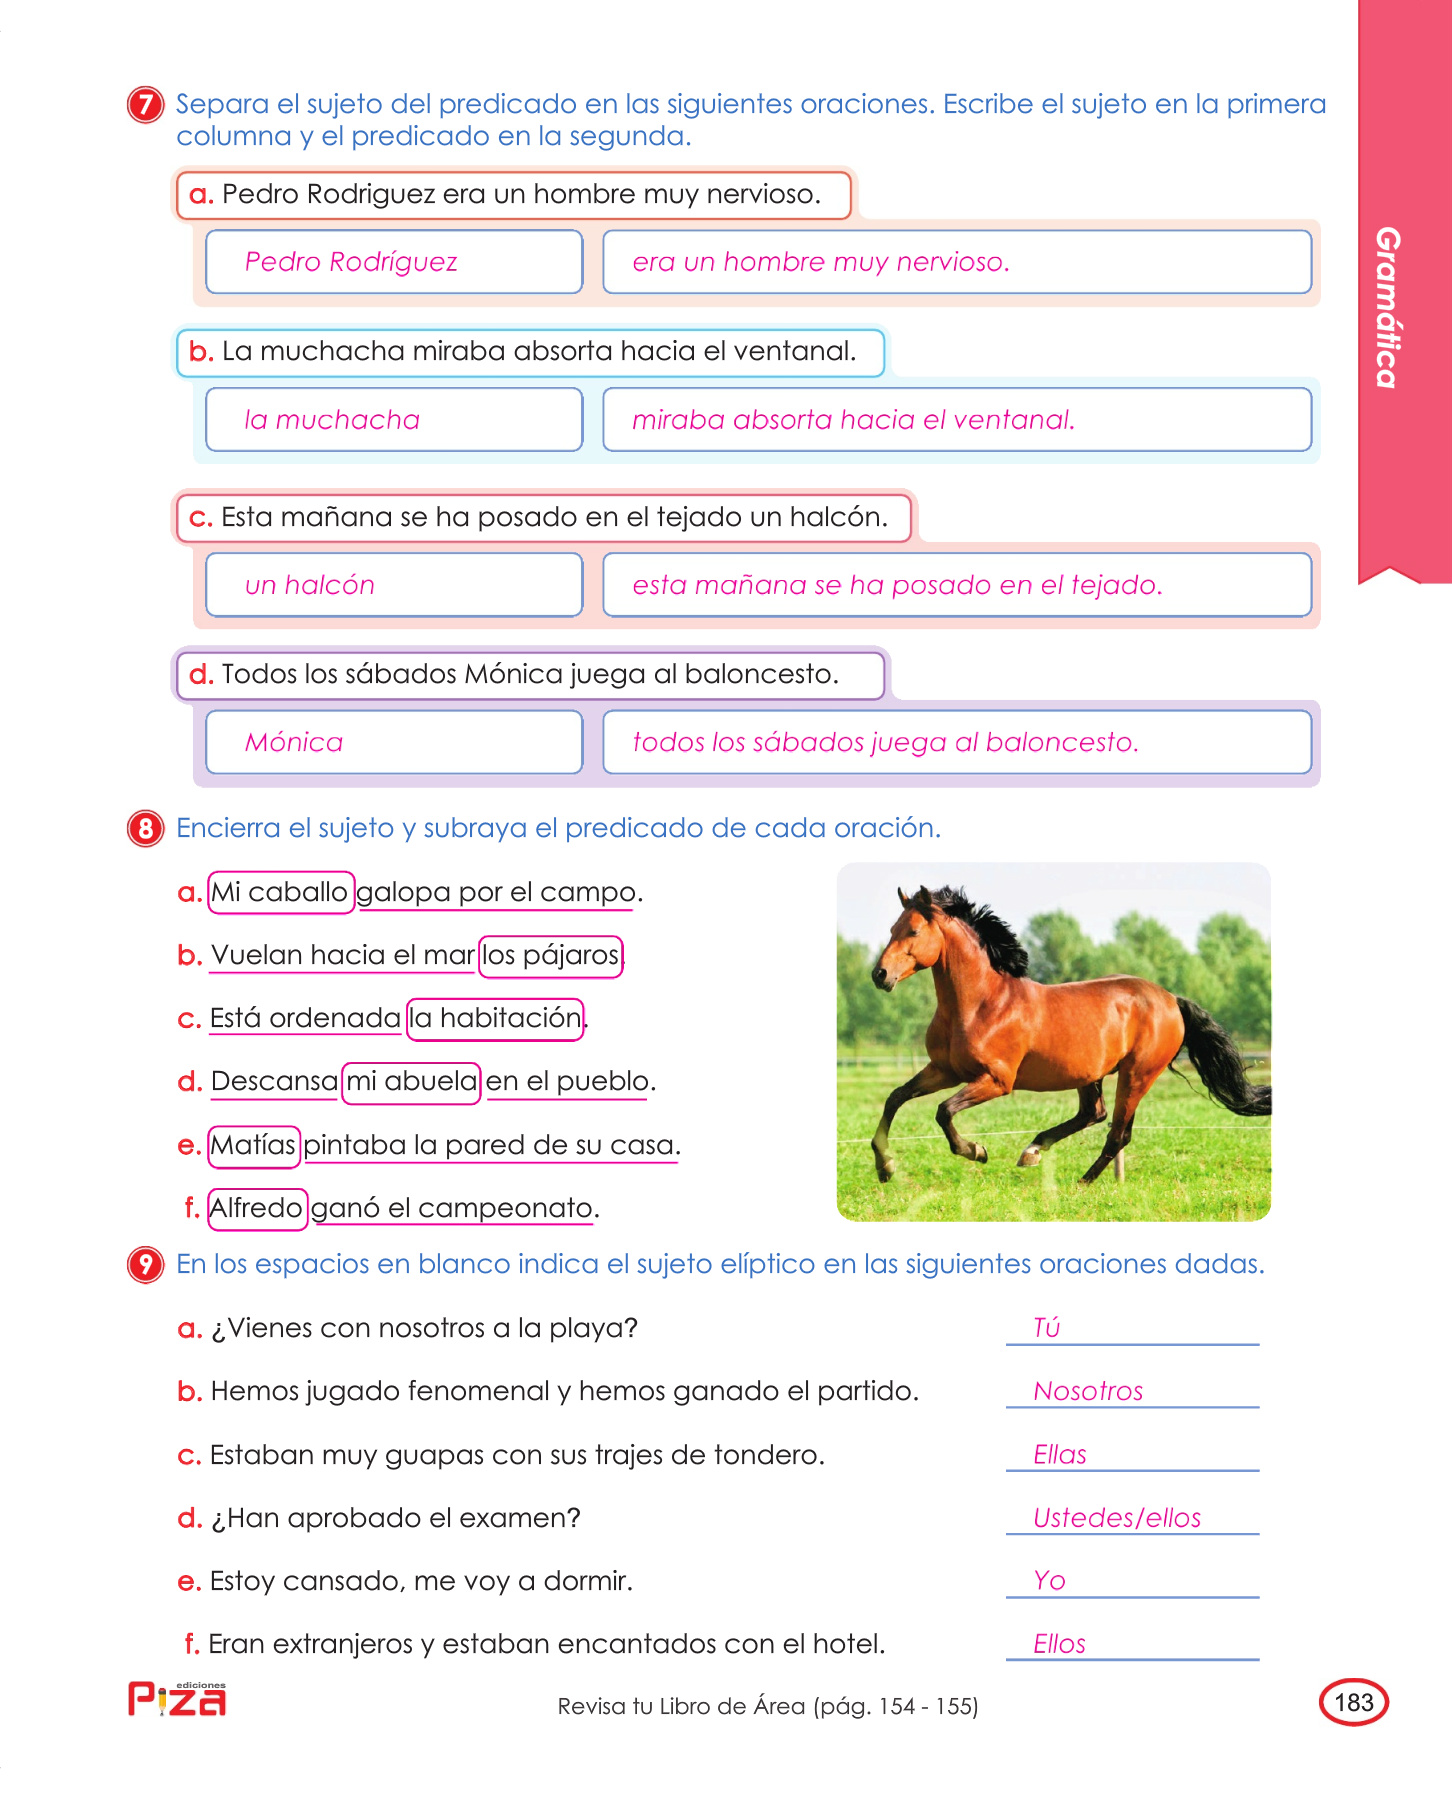 7 Separa el sujeto del predicado en las siguientes oraciones. Escribe el sujeto en la primera
columna y el predicado en la segunda.
a. Pedro Rodriguez era un hombre muy nervioso.
Pedro Rodríguez era un hombre muy nervioso.
b. La muchacha miraba absorta hacia el ventanal.
la muchacha miraba absorta hacia el ventanal.
c. Esta mañana se ha posado en el tejado un halcón.
un halcón esta mañana se ha posado en el tejado.
d. Todos los sábados Mónica juega al baloncesto.
Mónica todos los sábados juega al baloncesto.
Gramática
8 Encierra el sujeto y subraya el predicado de cada oración.
a. Mi caballo galopa por el campo.
b. Vuelan hacia el mar los pájaros.
c. Está ordenada la habitación.
d. Descansa mi abuela en el pueblo.
e. Matías pintaba la pared de su casa.
f. Alfredo ganó el campeonato.
9 En los espacios en blanco indica el sujeto elíptico en las siguientes oraciones dadas.
a. ¿Vienes con nosotros a la playa? Tú
b. Hemos jugado fenomenal y hemos ganado el partido. Nosotros
c. Estaban muy guapas con sus trajes de tondero. Ellas
d. ¿Han aprobado el examen? Ustedes/ellos
e. Estoy cansado, me voy a dormir. Yo
f. Eran extranjeros y estaban encantados con el hotel. Ellos
ediciones
Piza
Revisa tu Libro de Área (pág. 154 - 155)
183